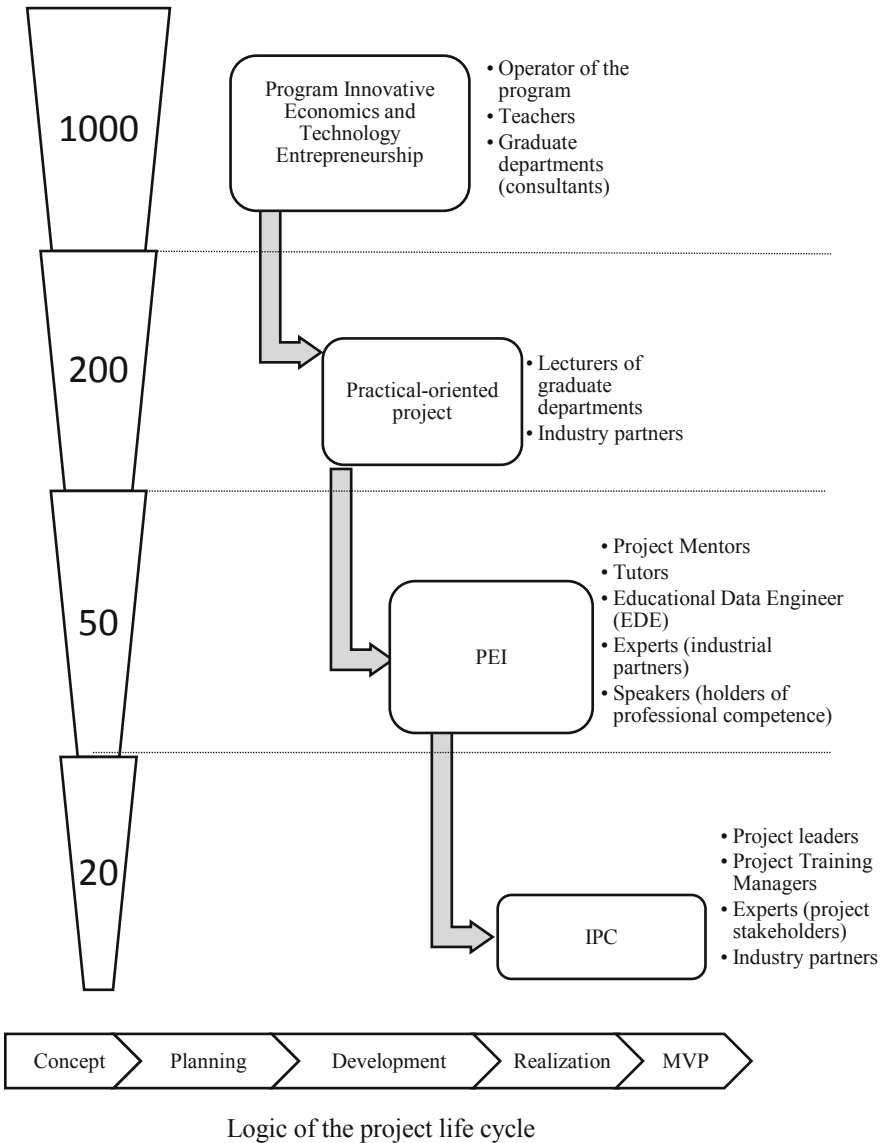 1000
Program Innovative
Economics and
Technology
Entrepreneurship
• Operator of the
program
• Teachers
• Graduate
departments
(consultants)
200
Practical-oriented
project
• Lecturers of
graduate
departments
• Industry partners
50
PEI
• Project Mentors
• Tutors
• Educational Data Engineer
(EDE)
• Experts (industrial
partners)
• Speakers (holders of
professional competence)
20
IPC
• Project leaders
• Project Training
Managers
• Experts (project
stakeholders)
• Industry partners
Concept
Planning
Development
Realization
MVP
Logic of the project life cycle